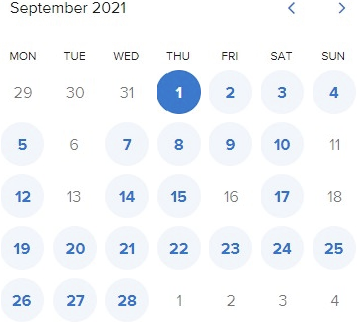 September 2021
MON TUE WED THU FRI SAT SUN
29 30 31 1 2 3 4
5 6 7 8 9 10 11
12 13 14 15 16 17 18
19 20 21 22 23 24 25
26 27 28 1 2 3 4